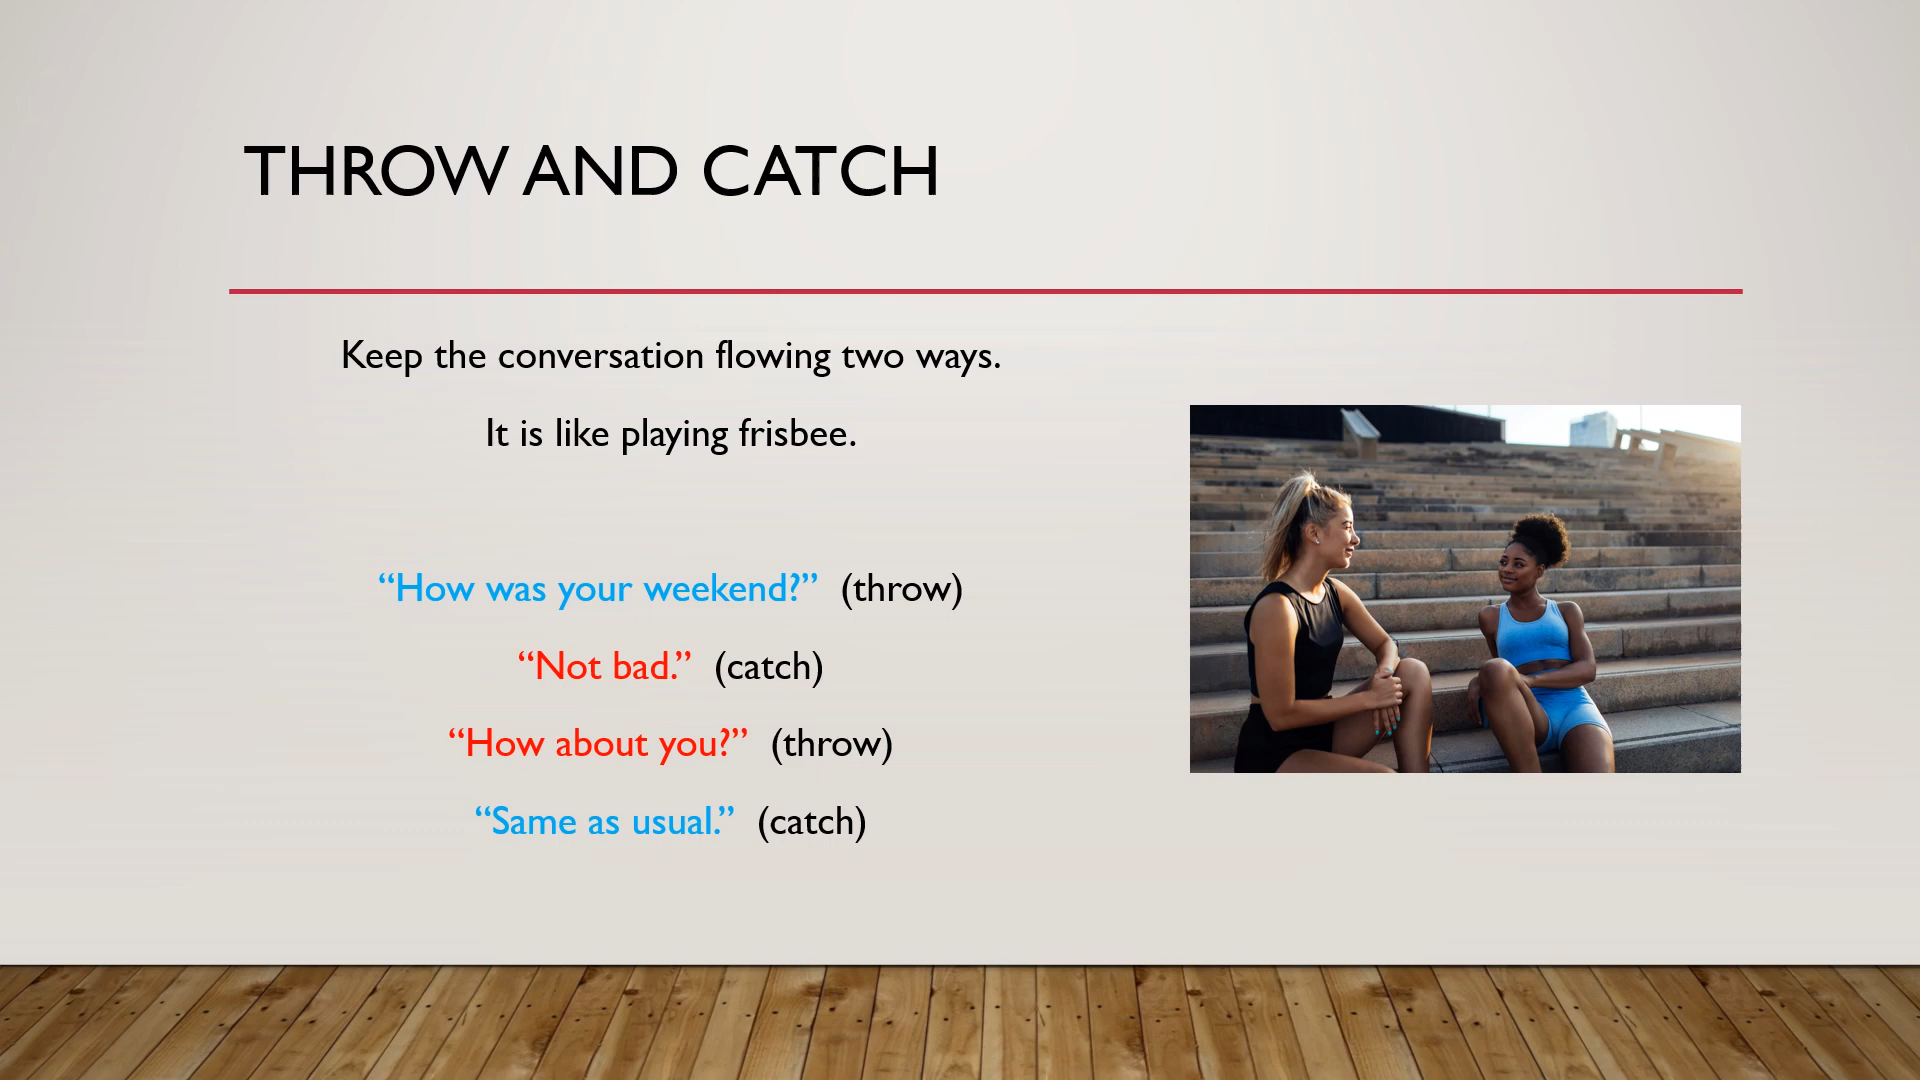 THROW AND CATCH
Keep the conversation flowing two ways.
It is like playing frisbee.
“How was your weekend?” (throw)
“Not bad.” (catch)
“How about you?” (throw)
“Same as usual.” (catch)